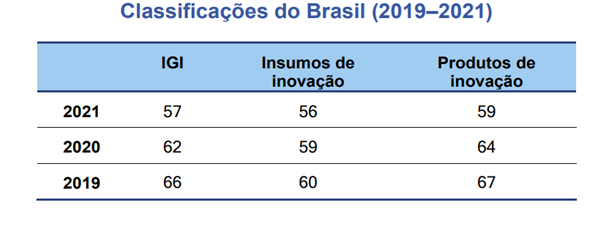 Classificações do Brasil (2019–2021)
IGI Insumos de inovação Produtos de inovação
2021 57 56 59
2020 62 59 64
2019 66 60 67